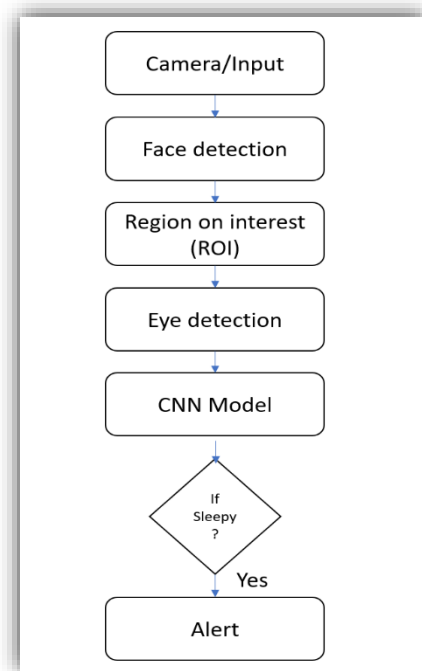 Camera/Input
Face detection
Region on interest
(ROI)
Eye detection
CNN Model
If
Sleepy
?
Yes
Alert